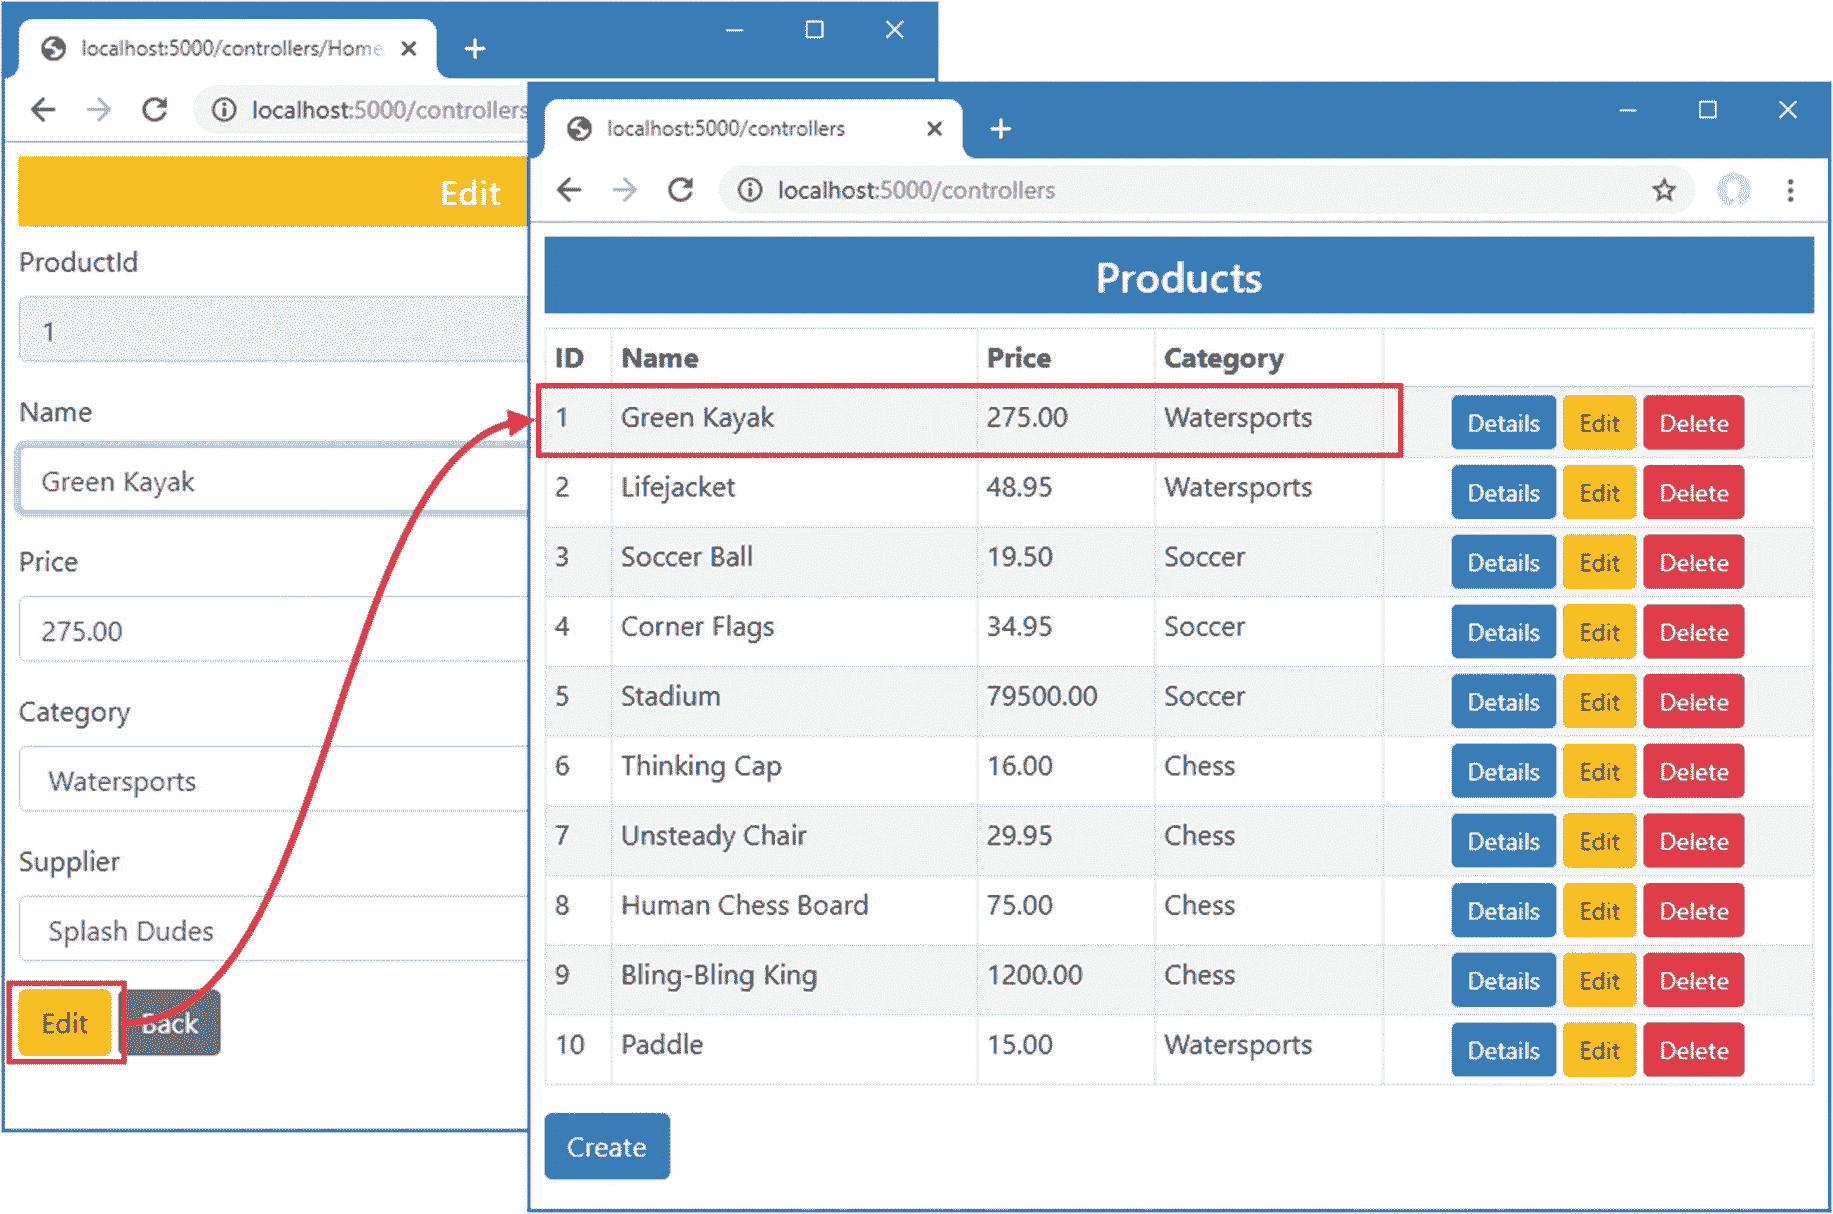 localhost:5000/controllers/Home
localhost:5000/controllers
Edit
ProductId
1
Name
Green Kayak
Price
275.00
Category
Watersports
Supplier
Splash Dudes
Edit Back
localhost:5000/controllers
localhost:5000/controllers
Products
ID Name Price Category
1 Green Kayak 275.00 Watersports Details Edit Delete
2 Lifejacket 48.95 Watersports Details Edit Delete
3 Soccer Ball 19.50 Soccer Details Edit Delete
4 Corner Flags 34.95 Soccer Details Edit Delete
5 Stadium 79500.00 Soccer Details Edit Delete
6 Thinking Cap 16.00 Chess Details Edit Delete
7 Unsteady Chair 29.95 Chess Details Edit Delete
8 Human Chess Board 75.00 Chess Details Edit Delete
9 Bling-Bling King 1200.00 Chess Details Edit Delete
10 Paddle 15.00 Watersports Details Edit Delete
Create